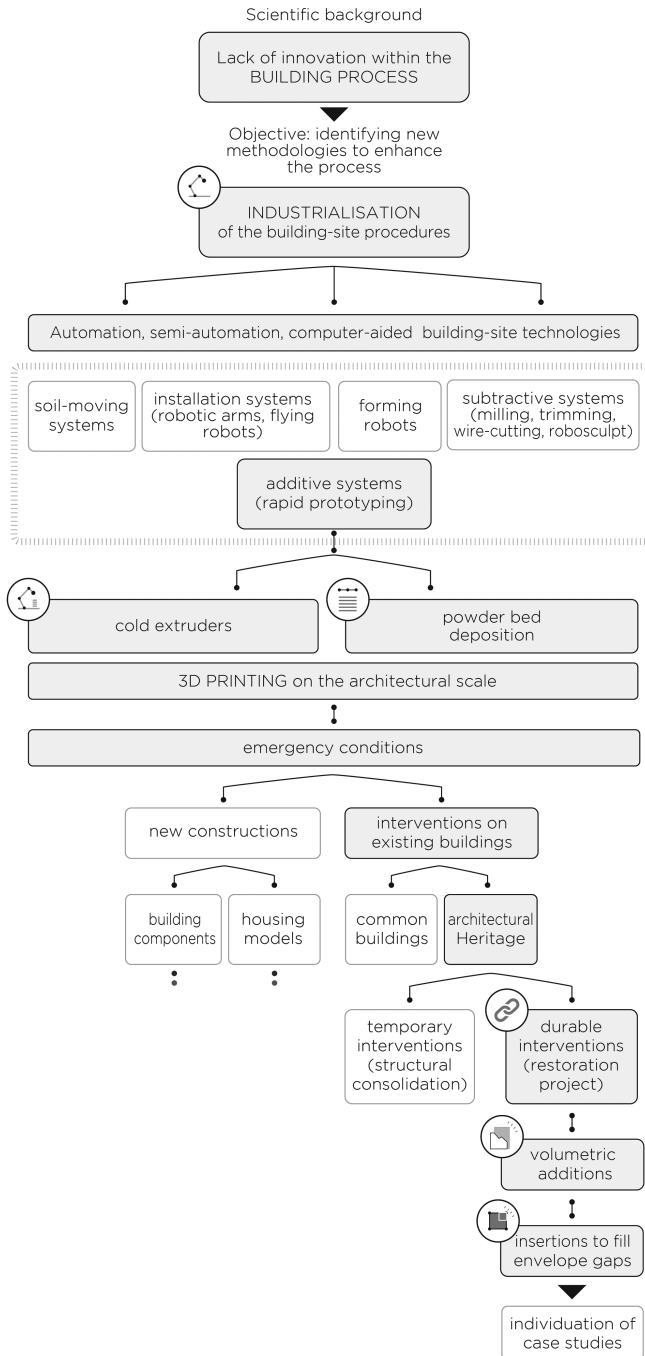 Scientific background
Lack of innovation within the
BUILDING PROCESS
Objective: identifying new
methodologies to enhance
the process
INDUSTRIALISATION
of the building-site procedures
Automation, semi-automation, computer-aided building-site technologies
soil-moving
systems
installation systems
(robotic arms, flying
robots)
forming
robots
subtractive systems
(milling, trimming,
wire-cutting, robosculpt)
additive systems
(rapid prototyping)
cold extruders
powder bed
deposition
3D PRINTING on the architectural scale
emergency conditions
new constructions
interventions on
existing buildings
building
components
housing
models
common
buildings
architectural
Heritage
temporary
interventions
(structural
consolidation)
durable
interventions
(restoration
project)
volumetric
additions
insertions to fill
envelope gaps
individuation of
case studies